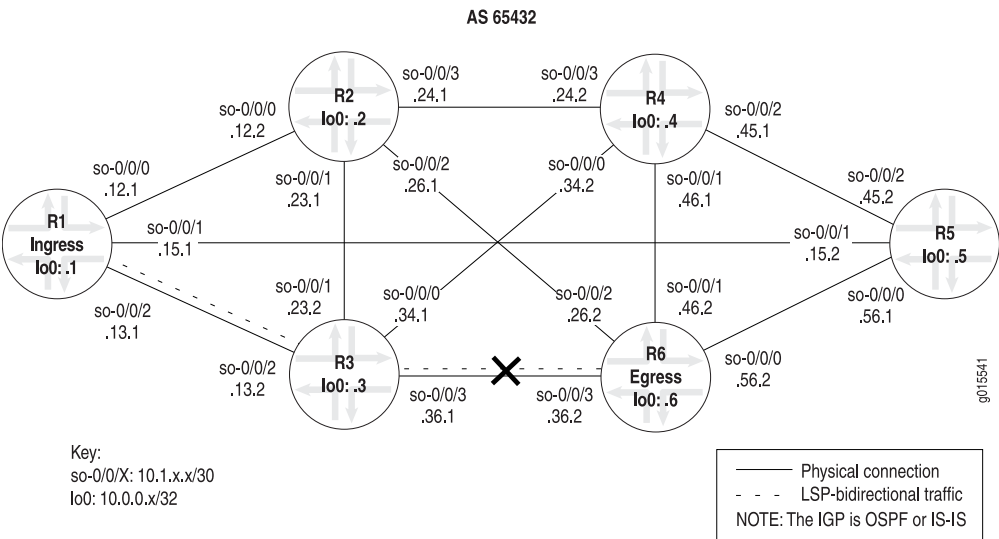 AS 65432
R2
lo0: .2
so-0/0/3
.24.1
so-0/0/3
.24.2
R4
lo0: .4
so-0/0/0
.12.2
so-0/0/2
.45.1
so-0/0/0
.12.1
so-0/0/1
.23.1
so-0/0/2
.26.1
so-0/0/0
.34.2
so-0/0/1
.46.1
so-0/0/2
.45.2
R1
Ingress
lo0: .1
so-0/0/1
.15.1
so-0/0/1
.15.2
R5
lo0: .5
so-0/0/2
.13.1
so-0/0/1
.23.2
so-0/0/0
.34.1
so-0/0/2
.26.2
so-0/0/1
.46.2
so-0/0/0
.56.1
so-0/0/2
.13.2
R3
lo0: .3
so-0/0/3
.36.1
so-0/0/3
.36.2
R6
Egress
lo0: .6
so-0/0/0
.56.2
g015541
Key:
so-0/0/X: 10.1.x.x/30
lo0: 10.0.0.x/32
Physical connection
LSP-bidirectional traffic
NOTE: The IGP is OSPF or IS-IS